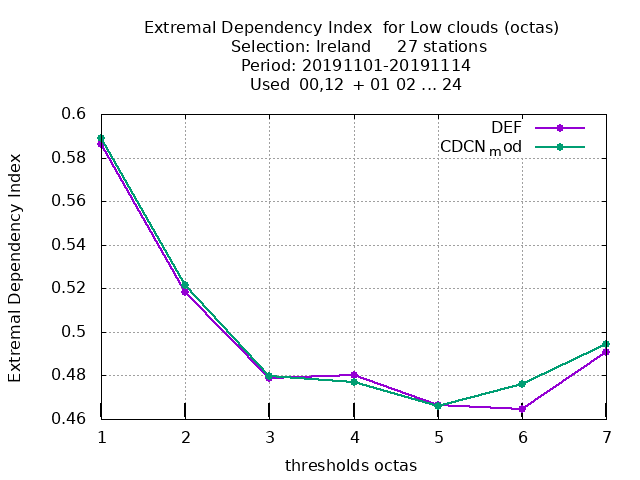 Extremal Dependency Index  for Low clouds (octas)
Selection: Ireland     27 stations
Period: 20191101-20191114
Used  00,12  + 01 02 ... 24
DEF
CDCN_mod
Extremal Dependency Index
0.6
0.58
0.56
0.54
0.52
0.5
0.48
0.46
1 2 3 4 5 6 7
thresholds octas